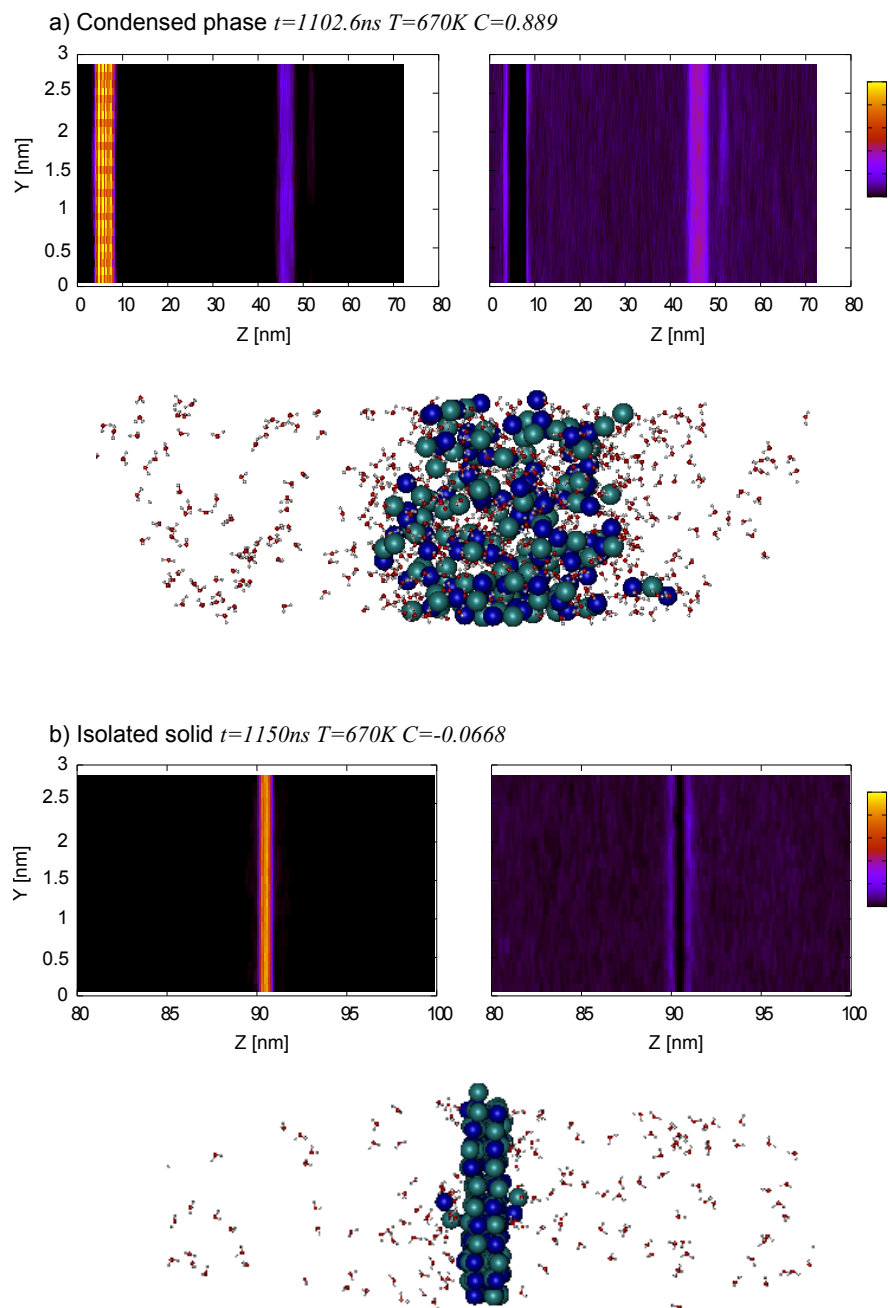 a) Condensed phase t=1102.6ns T=670K C=0.889
3
2.5
2
1.5
1
0.5
0
Y [nm]
0 10 20 30 40 50 60 70 80
0 10 20 30 40 50 60 70 80
Z [nm]
Z [nm]
b) Isolated solid t=1150ns T=670K C=-0.0668
3
2.5
2
1.5
1
0.5
0
Y [nm]
80 85 90 95 100
80 85 90 95 100
Z [nm]
Z [nm]